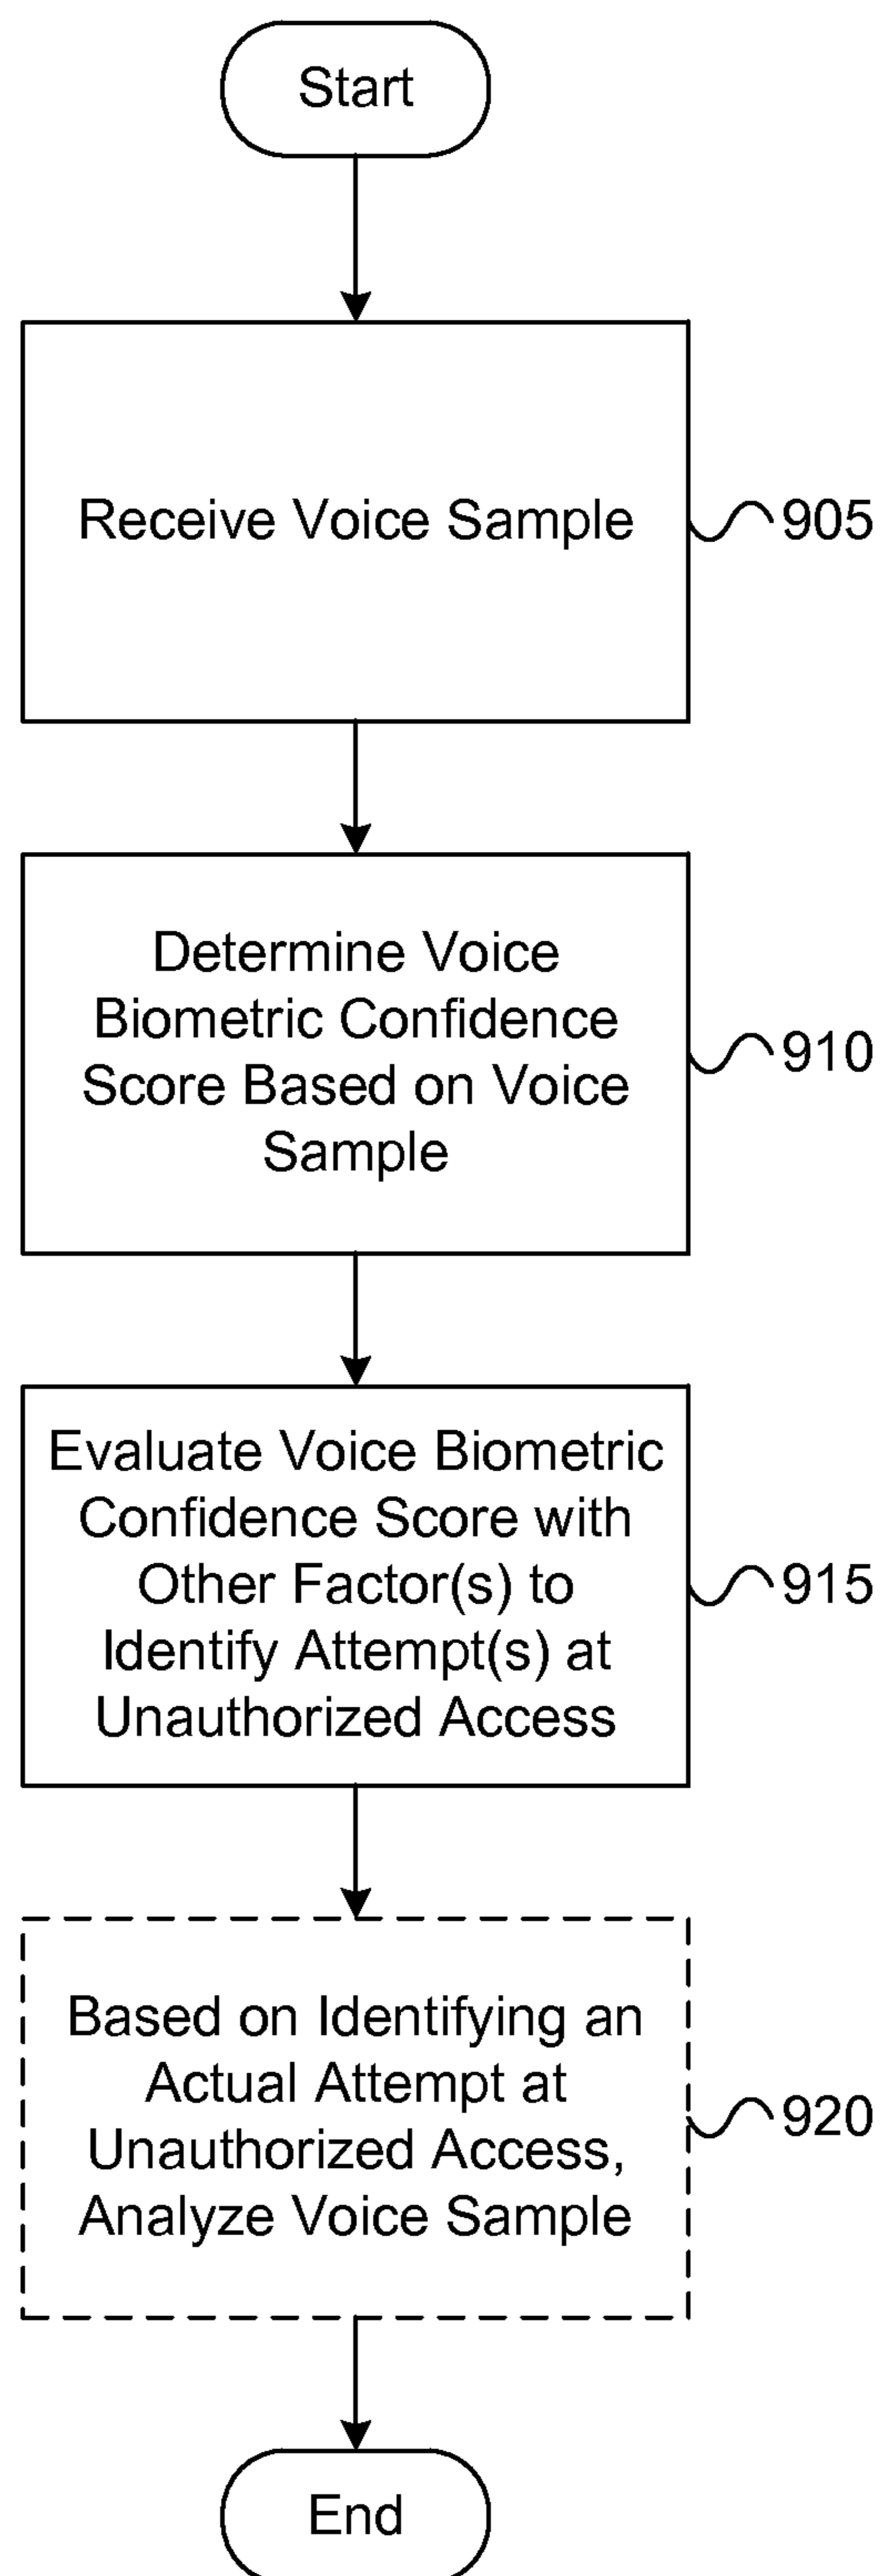 Start
Receive Voice Sample
905
Determine Voice
Biometric Confidence
Score Based on Voice
Sample
910
Evaluate Voice Biometric
Confidence Score with
Other Factor(s) to
Identify Attempt(s) at
Unauthorized Access
915
Based on Identifying an
Actual Attempt at
Unauthorized Access,
Analyze Voice Sample
920
End